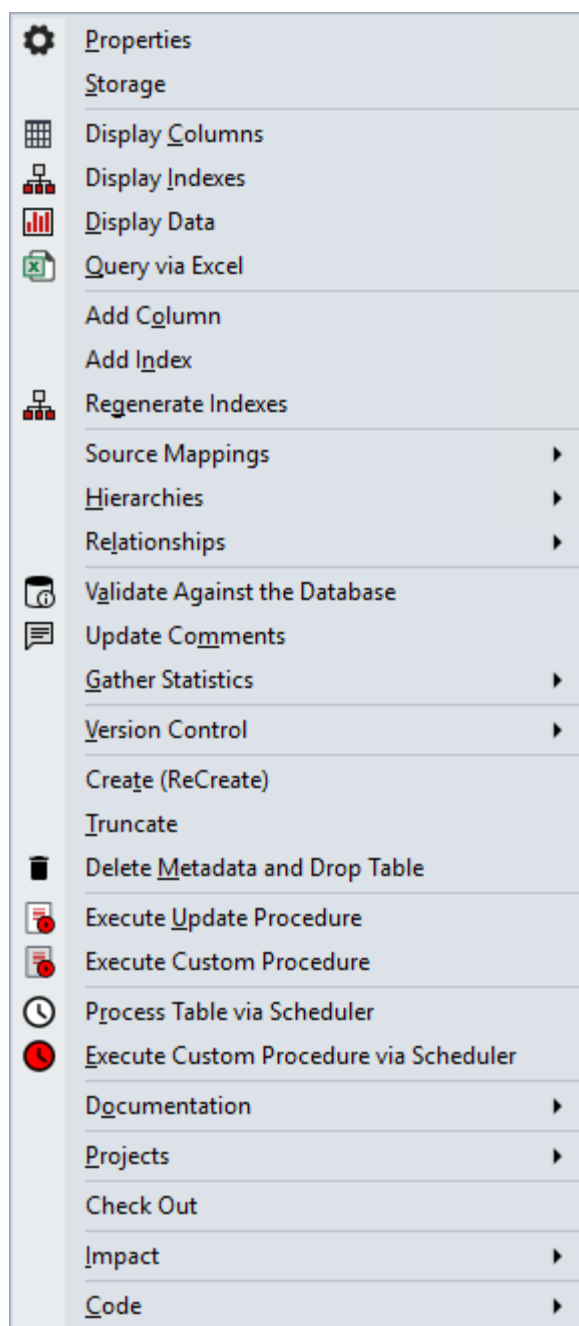 Properties
Storage
Display Columns
Display Indexes
Display Data
Query via Excel
Add Column
Add Index
Regenerate Indexes
Source Mappings
Hierarchies
Relationships
Validate Against the Database
Update Comments
Gather Statistics
Version Control
Create (ReCreate)
Truncate
Delete Metadata and Drop Table
Execute Update Procedure
Execute Custom Procedure
Process Table via Scheduler
Execute Custom Procedure via Scheduler
Documentation
Projects
Check Out
Impact
Code